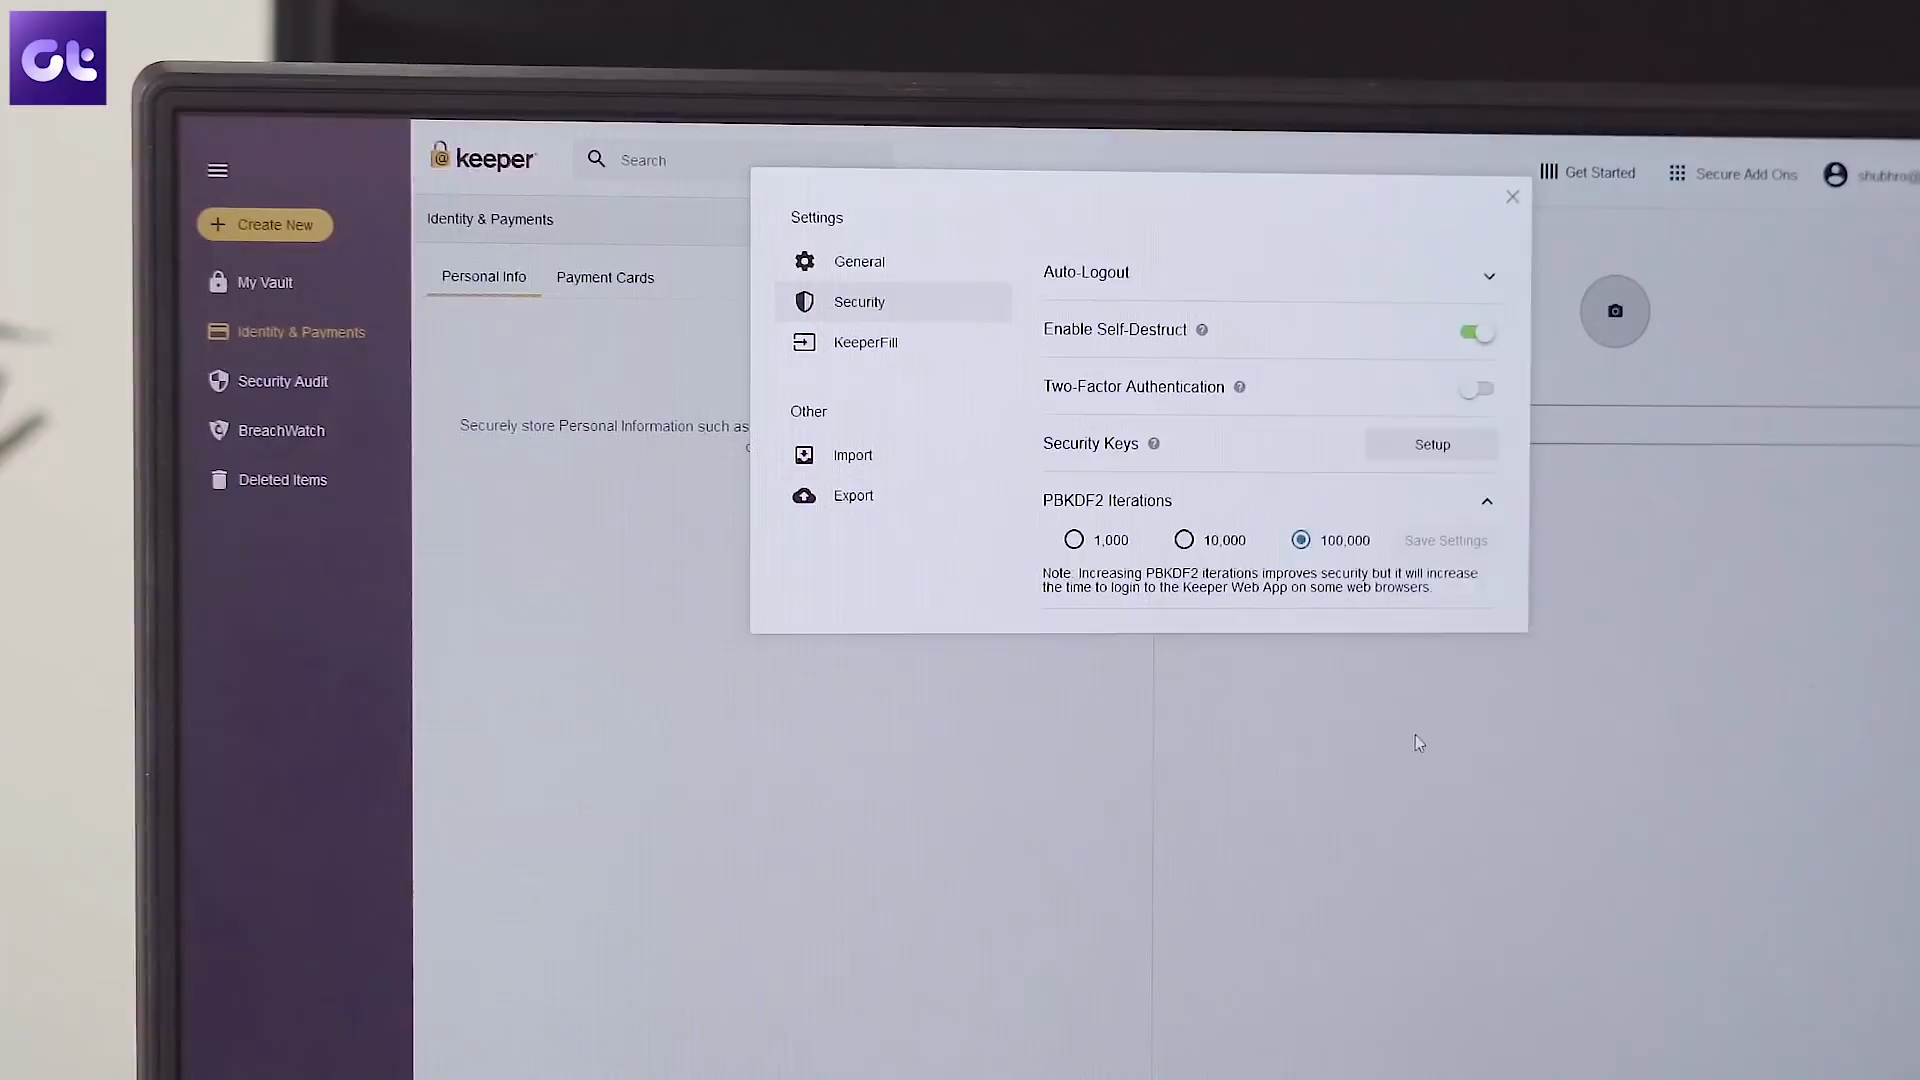 Gt
keeper
Search
Get Started
Secure Add Ons
shubhro@
Create New
My Vault
Identity & Payments
Security Audit
BreachWatch
Deleted Items
Identity & Payments
Personal Info
Payment Cards
Securely store Personal Information such as
Settings
General
Security
KeeperFill
Other
Import
Export
Auto-Logout
Enable Self-Destruct
Two-Factor Authentication
Security Keys
Setup
PBKDF2 Iterations
1,000
10,000
100,000
Save Settings
Note: Increasing PBKDF2 iterations improves security but it will increase
the time to login to the Keeper Web App on some web browsers.